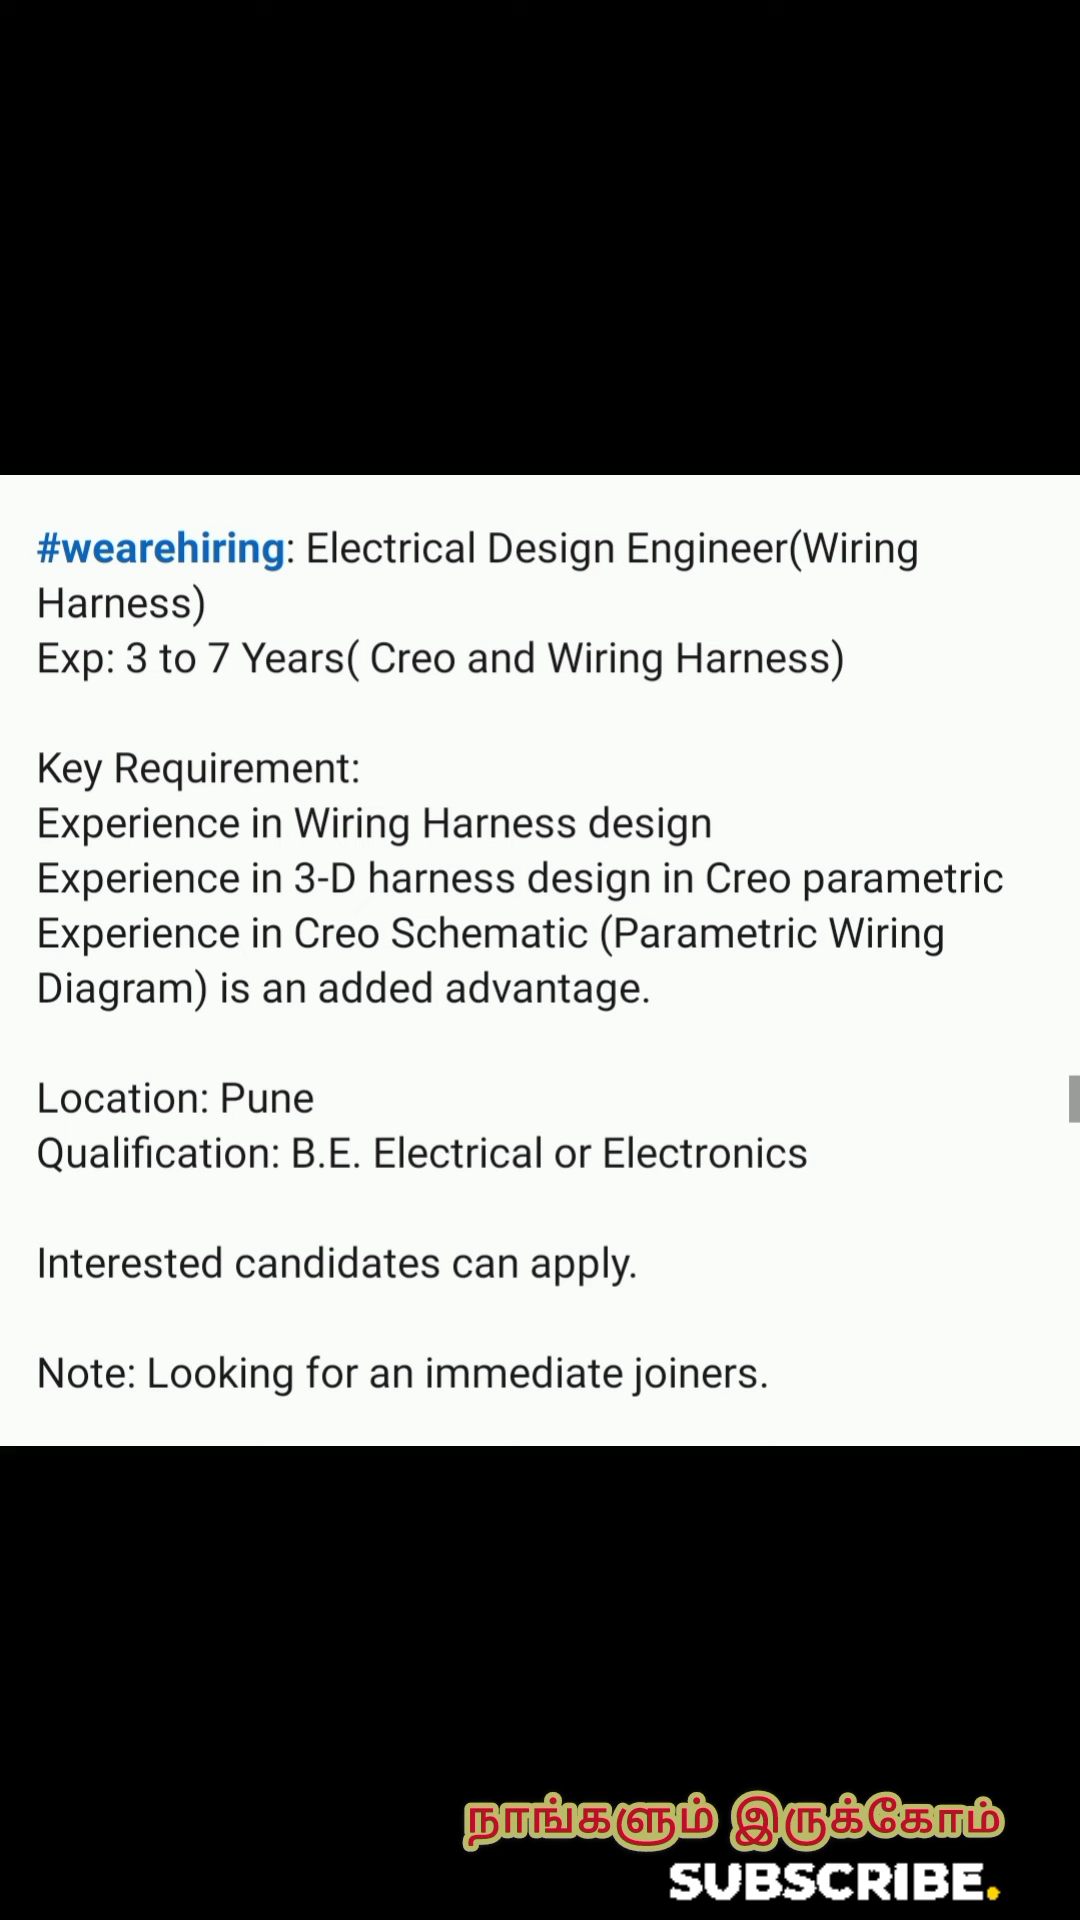 #wearehiring: Electrical Design Engineer(Wiring
Harness)
Exp: 3 to 7 Years( Creo and Wiring Harness)
Key Requirement:
Experience in Wiring Harness design
Experience in 3-D harness design in Creo parametric
Experience in Creo Schematic (Parametric Wiring
Diagram) is an added advantage.
Location: Pune
Qualification: B.E. Electrical or Electronics
Interested candidates can apply.
Note: Looking for an immediate joiners.
நாங்களும் இருக்கோம்
SUBSCRIBE.